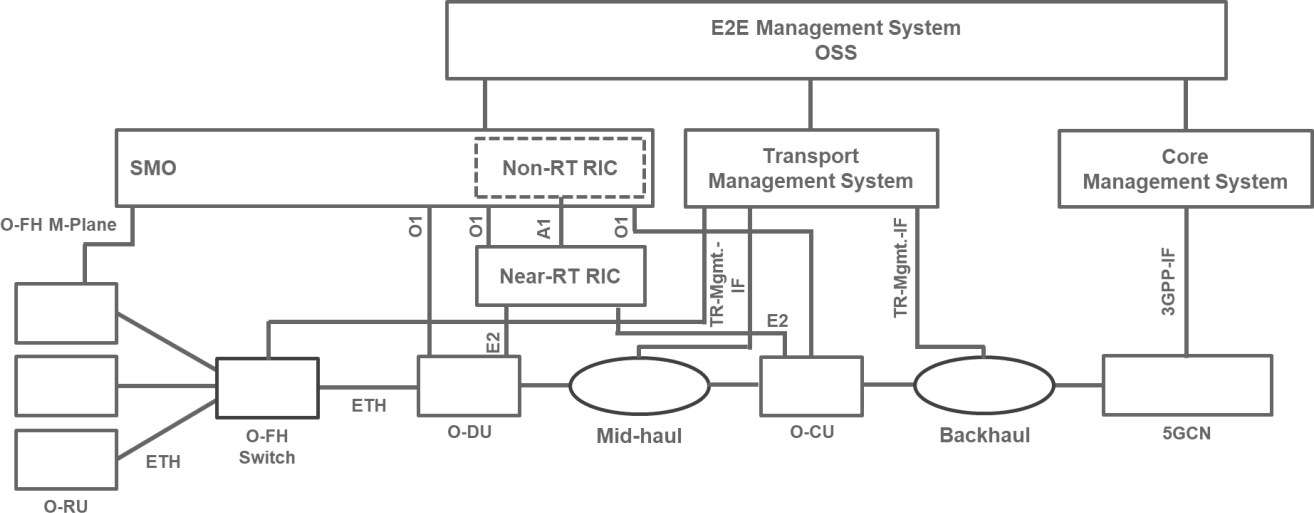 E2E Management System
OSS
SMO
Non-RT RIC
Transport
Management System
Core
Management System
O-FH M-Plane
O1
O1
A1
O1
TR-Mgmt.-
IF
TR-Mgmt.-IF
3GPP-IF
Near-RT RIC
E2
E2
ETH
O-FH
Switch
O-DU
Mid-haul
O-CU
Backhaul
5GCN
ETH
O-RU